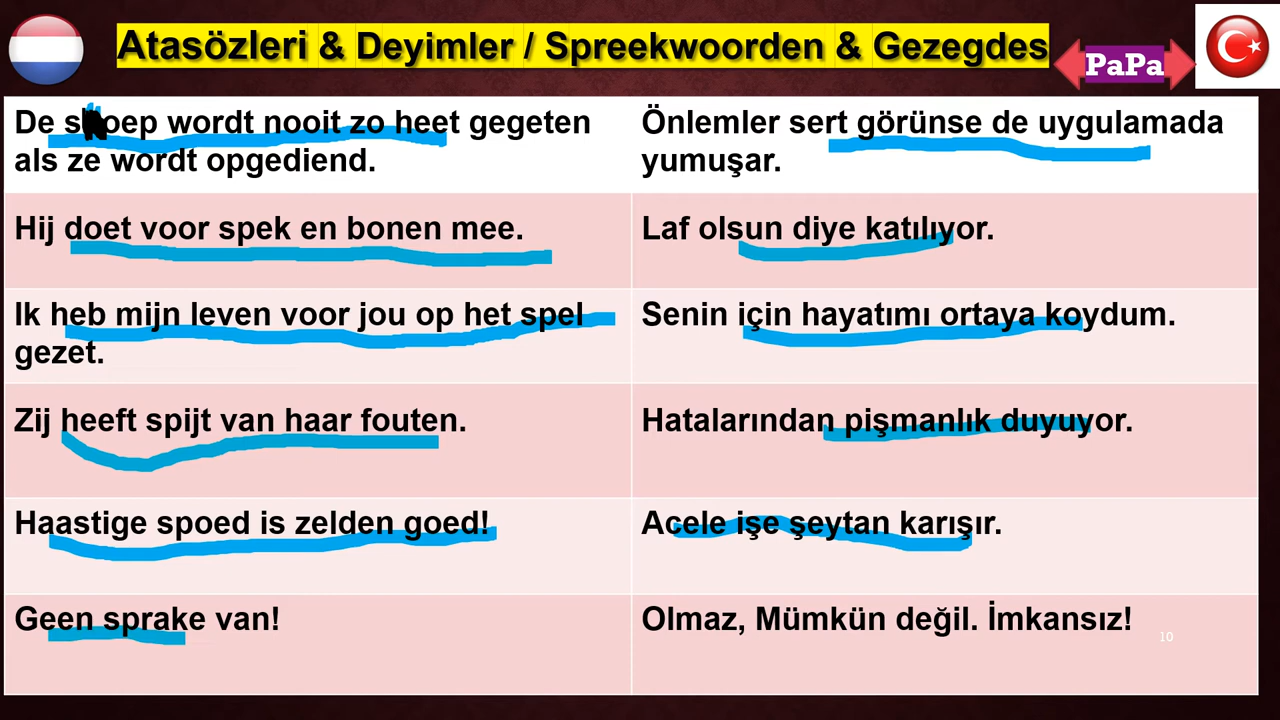 Atasözleri & Deyimler / Spreekwoorden & Gezegdes
PaPa
De wordt nooit zo heet gegeten
als ze wordt opgediend.
Önlemler sert görünse de uygulamada
yumuşar.
Hij doet voor spek en bonen mee.
Laf olsun diye katılıyor.
Ik heb mijn leven voor jou op het spel
gezet.
Senin için hayatımı ortaya koydum.
Zij heeft spijt van haar fouten.
Hatalarından pişmanlık duyuyor.
Haastige spoed is zelden goed!
Acele işe şeytan karışır.
Geen sprake van!
Olmaz, Mümkün değil. İmkansız!
10